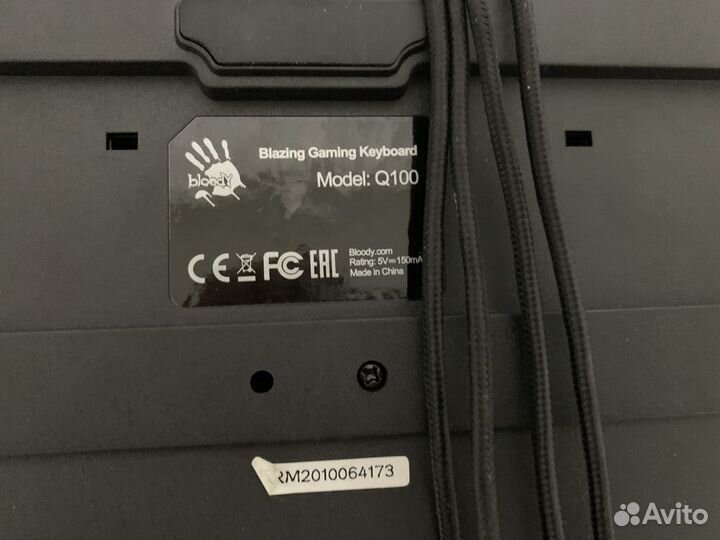 Blazing Gaming Keyboard
bloody
Model: Q100
CE FC EAC
Bloody.com
Rating: 5V⎓150mA
Made in China
RM2010064173
Avito